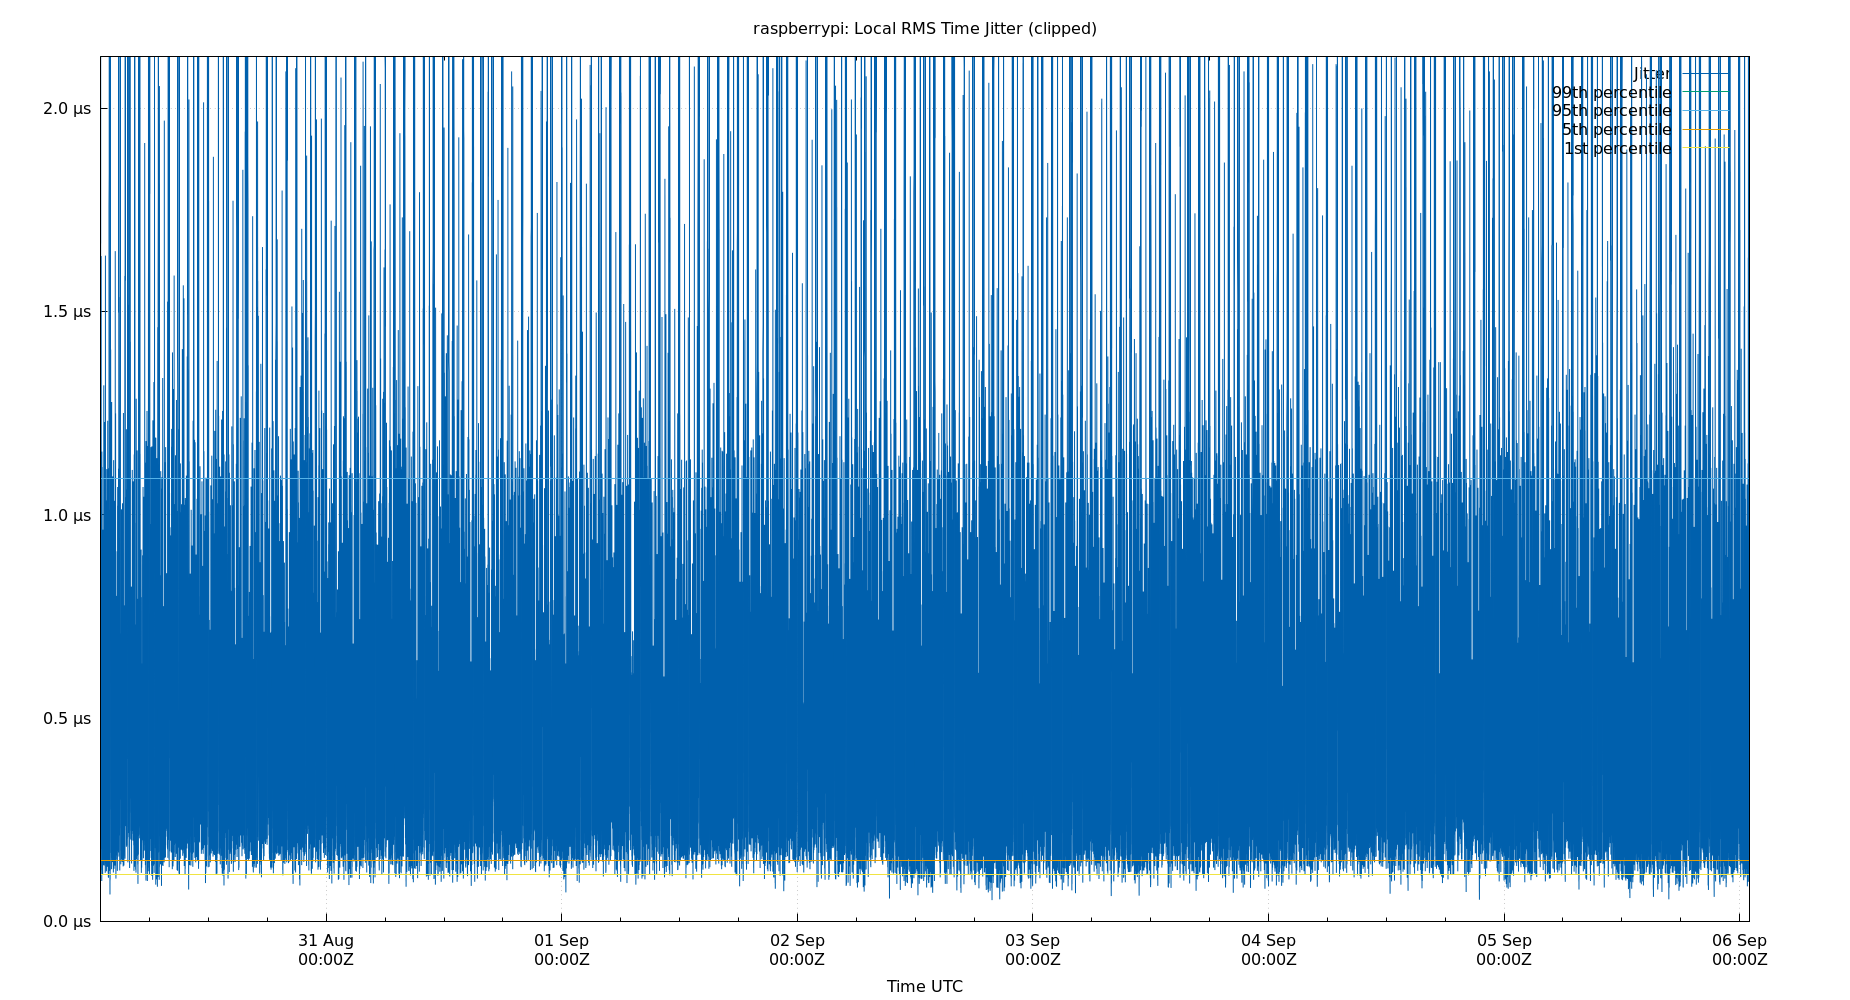 raspberrypi: Local RMS Time Jitter (clipped)
Jitter
99th percentile
95th percentile
5th percentile
1st percentile
2.0 µs
1.5 µs
1.0 µs
0.5 µs
0.0 µs
31 Aug 01 Sep 02 Sep 03 Sep 04 Sep 05 Sep 06 Sep
00:00Z 00:00Z 00:00Z 00:00Z 00:00Z 00:00Z 00:00Z
Time UTC